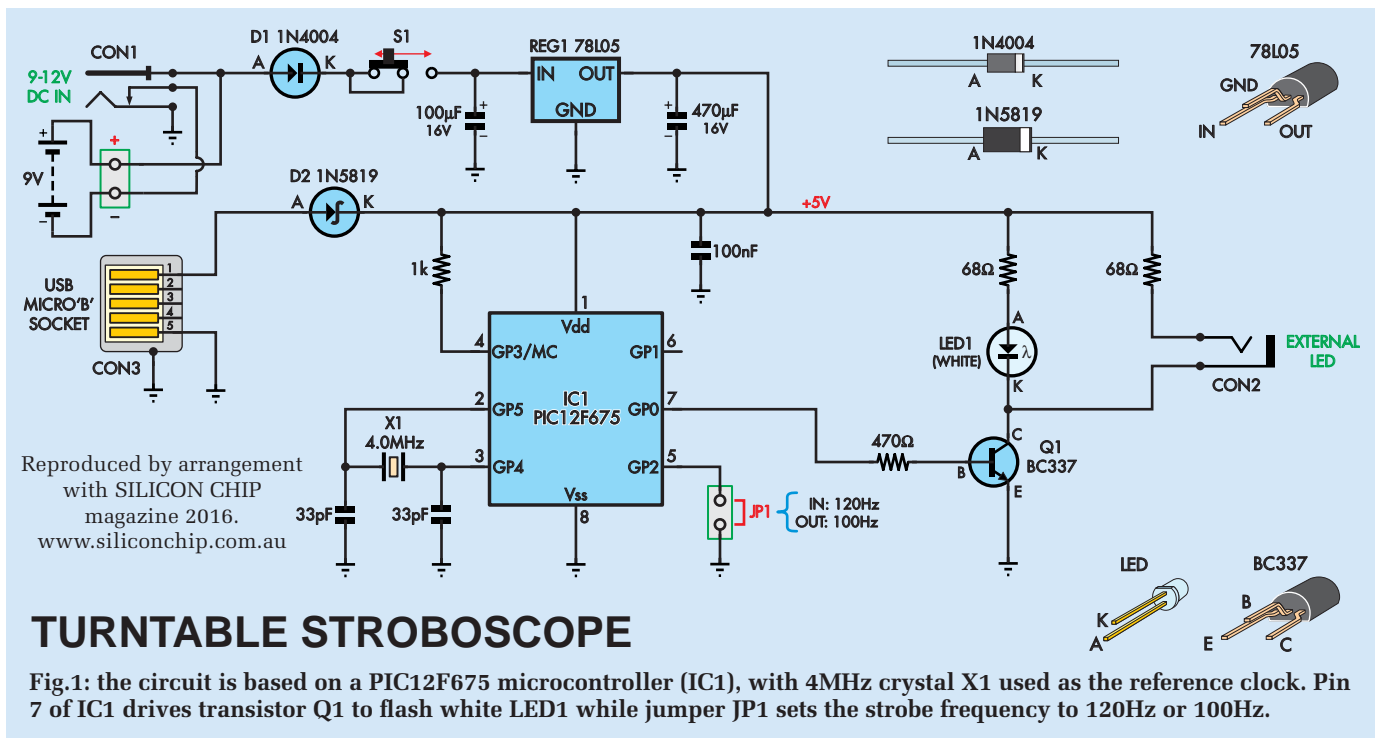 D1 1N4004
S1
REG1 78L05
CON1
A
K
IN
OUT
GND
9-12V
DC IN
+
100µF
16V
−
+
470µF
16V
−
1N4004
A
K
78L05
GND
IN
OUT
1N5819
A
K
+
9V
−
+
−
D2 1N5819
A
K
+5V
USB
MICRO'B'
SOCKET
1
2
3
4
5
CON3
1k
100nF
68Ω
68Ω
1
Vdd
4
GP3/MC
GP1
6
IC1
PIC12F675
2
GP5
GP0
7
3
GP4
GP2
5
Vss
8
X1
4.0MHz
33pF
33pF
A
LED1
(WHITE)
λ
K
EXTERNAL
LED
CON2
470Ω
C
B
E
Q1
BC337
JP1
IN: 120Hz
OUT: 100Hz
Reproduced by arrangement
with SILICON CHIP
magazine 2016.
www.siliconchip.com.au
LED
K
A
BC337
B
E
C
TURNTABLE STROBOSCOPE
Fig.1: the circuit is based on a PIC12F675 microcontroller (IC1), with 4MHz crystal X1 used as the reference clock. Pin
7 of IC1 drives transistor Q1 to flash white LED1 while jumper JP1 sets the strobe frequency to 120Hz or 100Hz.